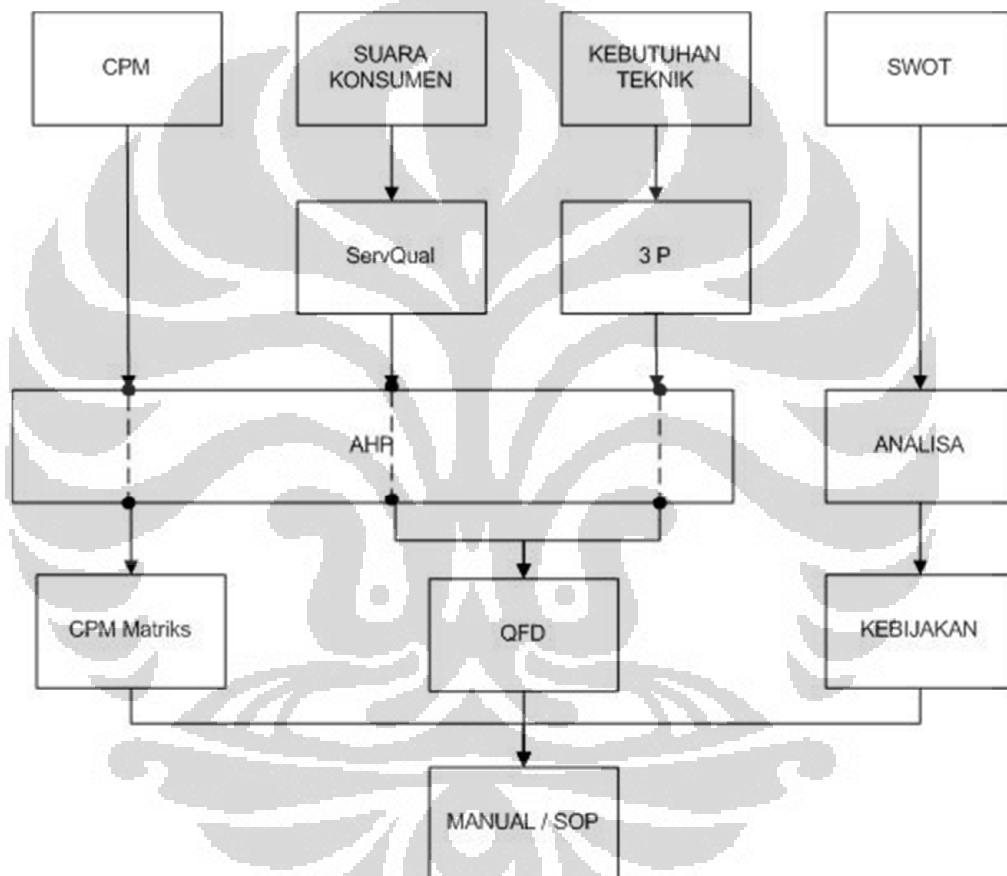 CPM
SUARA
KONSUMEN
KEBUTUHAN
TEKNIK
SWOT
ServQual
3 P
AHP
ANALISA
CPM Matriks
QFD
KEBIJAKAN
MANUAL / SOP